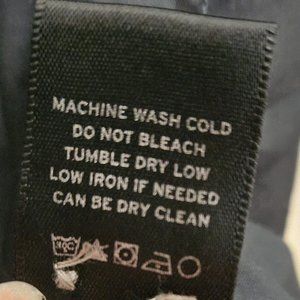 MACHINE WASH COLD
DO NOT BLEACH
TUMBLE DRY LOW
LOW IRON IF NEEDED
CAN BE DRY CLEAN